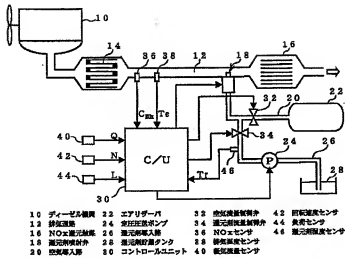 10
14
36
38
12
18
16
C_Ex
Te
32
20
22
40
Q
42
N
44
L
C/U
34
24
26
28
46
Tf
P
30
10 ディーゼル機関
12 排気通路
16 NOx還元触媒
18 還元剤噴射弁
20 空気導入路
22 エアリザーバ
24 定圧圧送ポンプ
26 還元剤導入路
28 還元剤貯蔵タンク
30 コントロールユニット
32 空気流量制御弁
34 還元剤流量制御弁
36 NOxセンサ
38 排気温度センサ
40 吸気流量センサ
42 回転速度センサ
44 負荷センサ
46 還元剤温度センサ